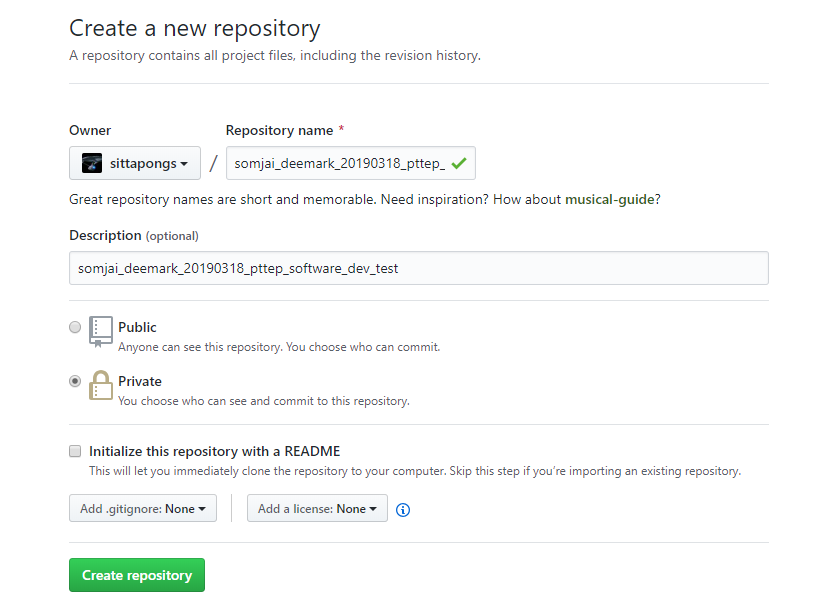 Create a new repository
A repository contains all project files, including the revision history.
Owner
Repository name *
sittapongs
/
somjai_deemark_20190318_pttep_
Great repository names are short and memorable. Need inspiration? How about musical-guide?
Description (optional)
somjai_deemark_20190318_pttep_software_dev_test
Public
Anyone can see this repository. You choose who can commit.
Private
You choose who can see and commit to this repository.
Initialize this repository with a README
This will let you immediately clone the repository to your computer. Skip this step if you’re importing an existing repository.
Add .gitignore: None
Add a license: None
Create repository